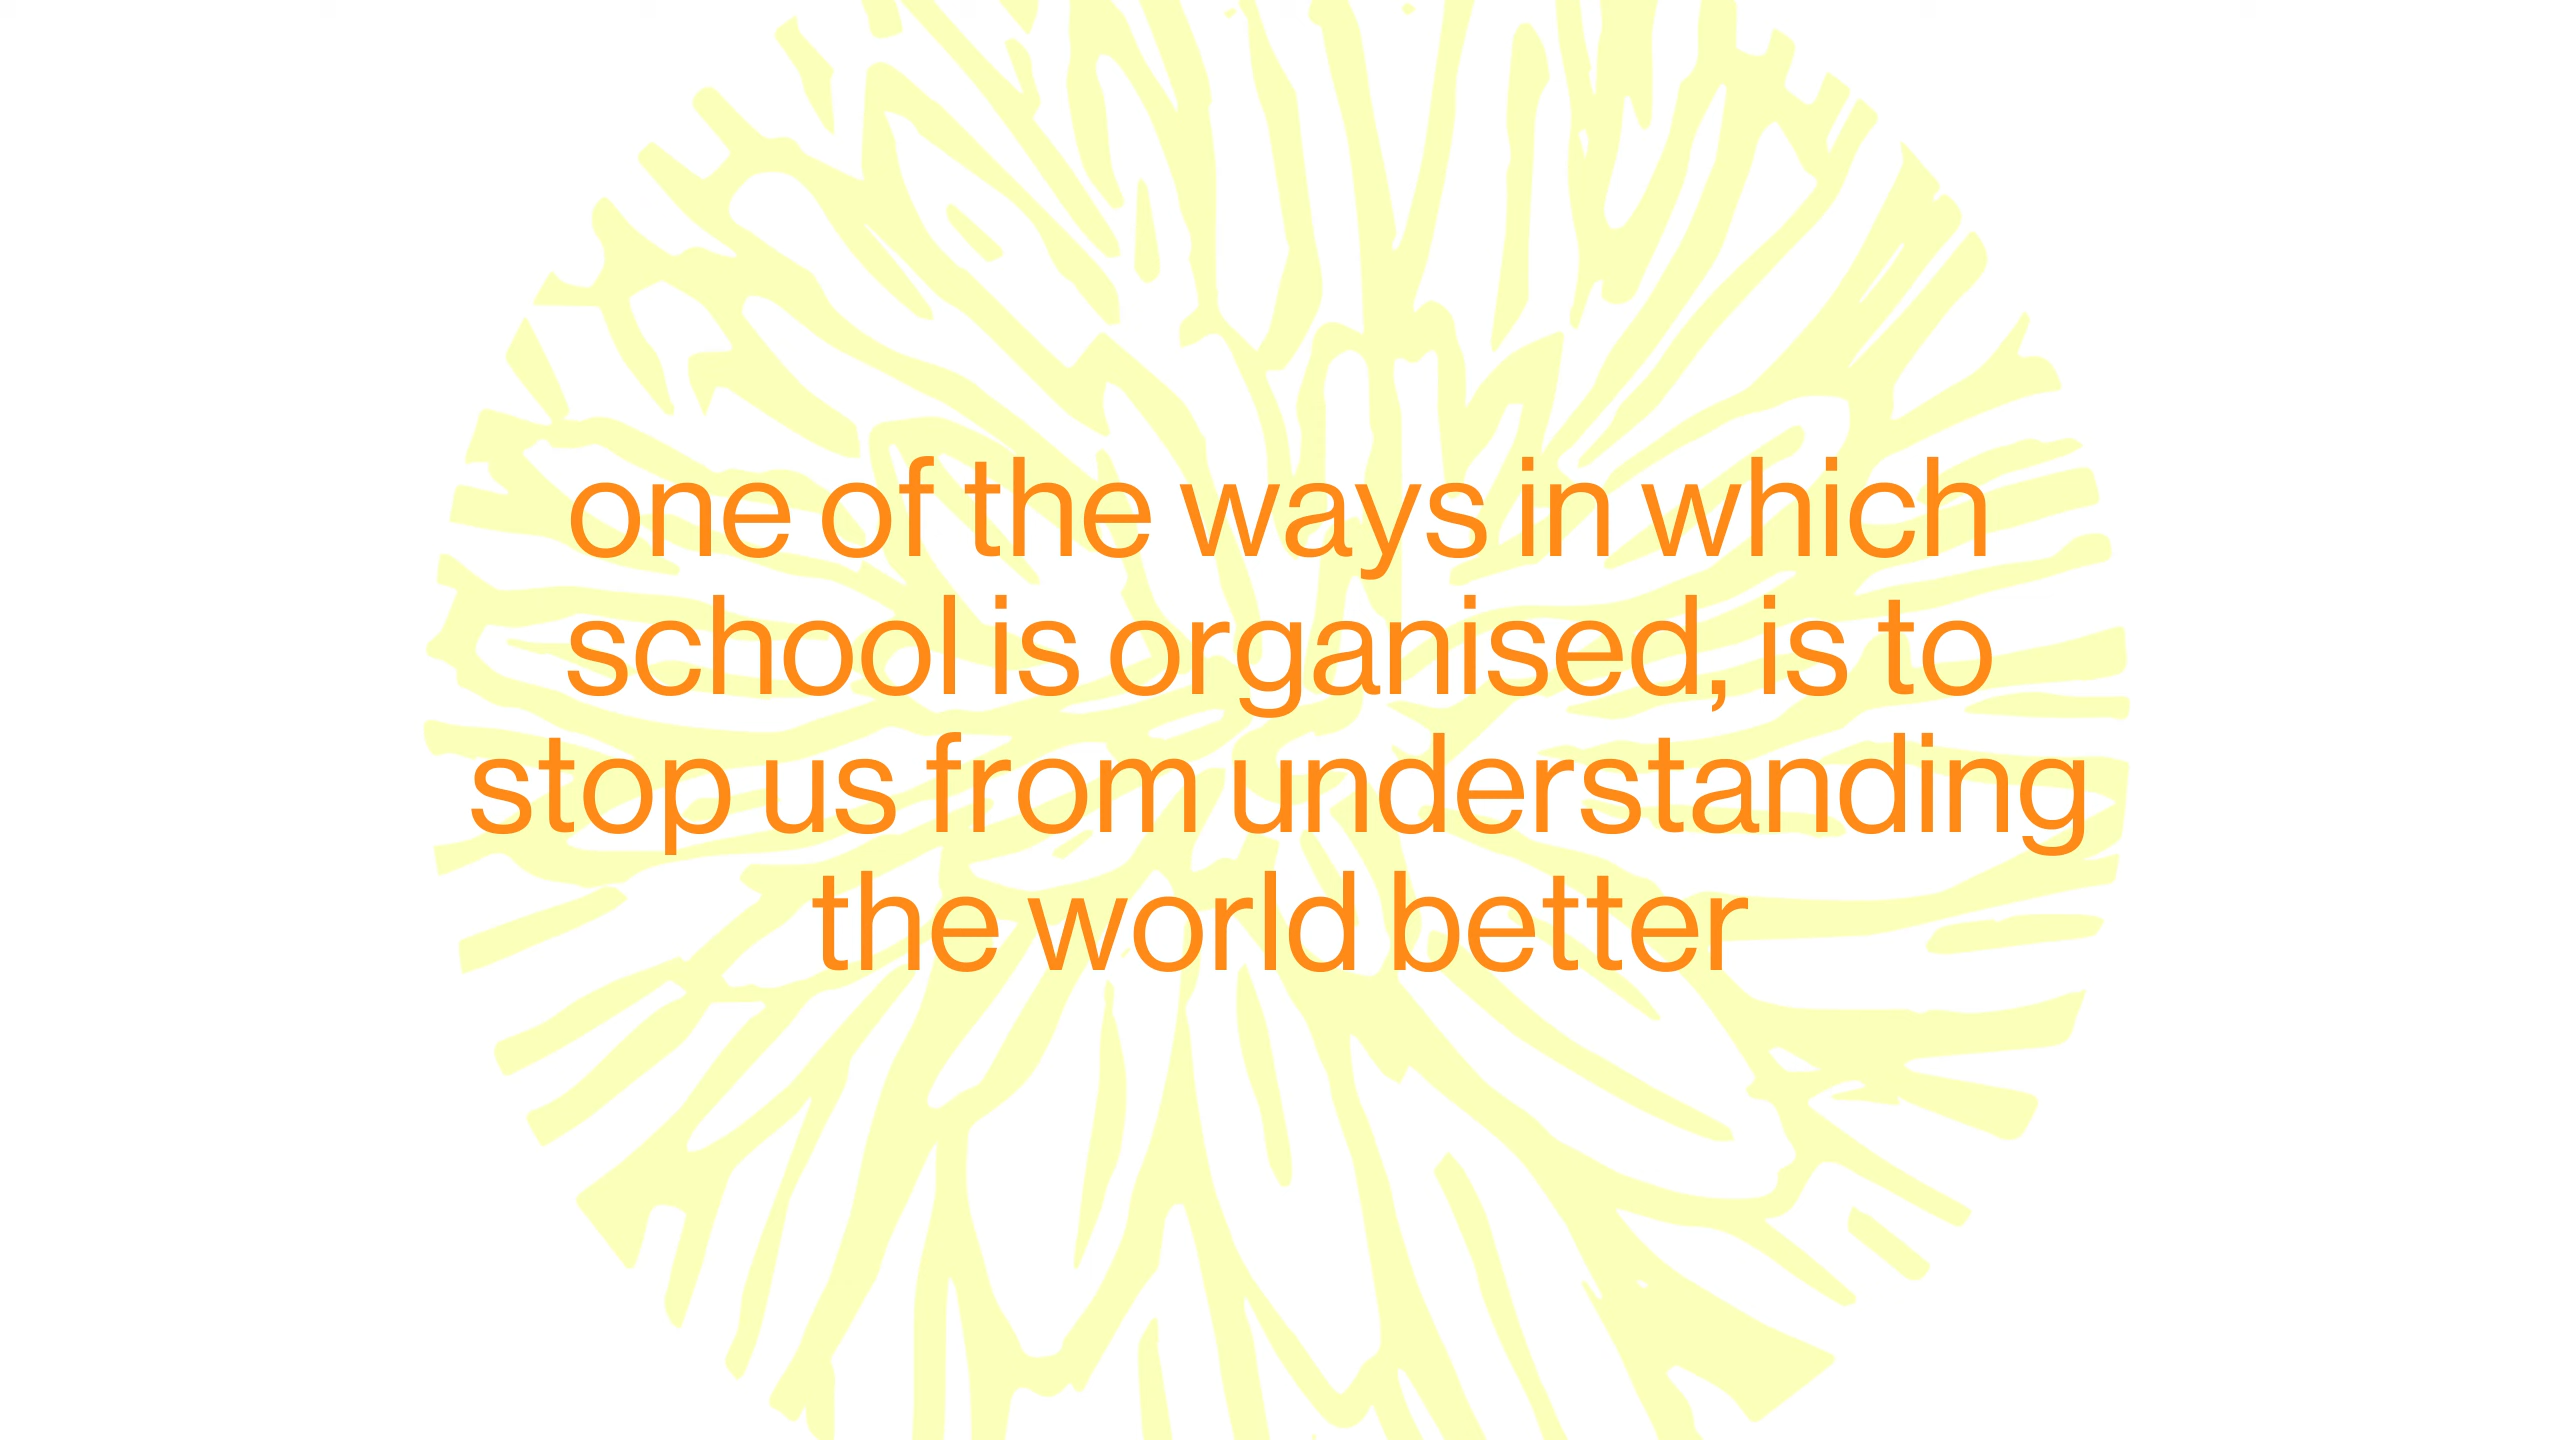 one of the ways in which
school is organised, is to
stop us from understanding
the world better